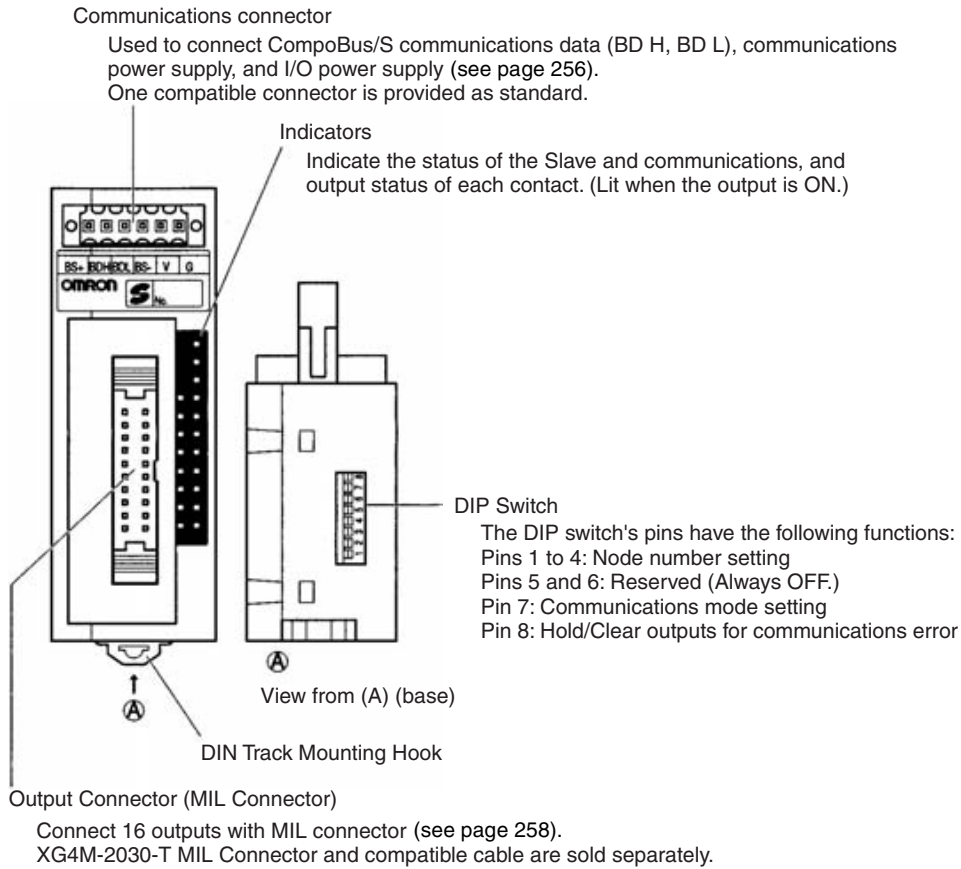 Communications connector
Used to connect CompoBus/S communications data (BD H, BD L), communications
power supply, and I/O power supply (see page 256).
One compatible connector is provided as standard.
Indicators
Indicate the status of the Slave and communications, and
output status of each contact. (Lit when the output is ON.)
BS+ BDH BDL BS- V G
OMRON S No.
DIP Switch
The DIP switch's pins have the following functions:
Pins 1 to 4: Node number setting
Pins 5 and 6: Reserved (Always OFF.)
Pin 7: Communications mode setting
Pin 8: Hold/Clear outputs for communications error
A
View from (A) (base)
A
DIN Track Mounting Hook
Output Connector (MIL Connector)
Connect 16 outputs with MIL connector (see page 258).
XG4M-2030-T MIL Connector and compatible cable are sold separately.